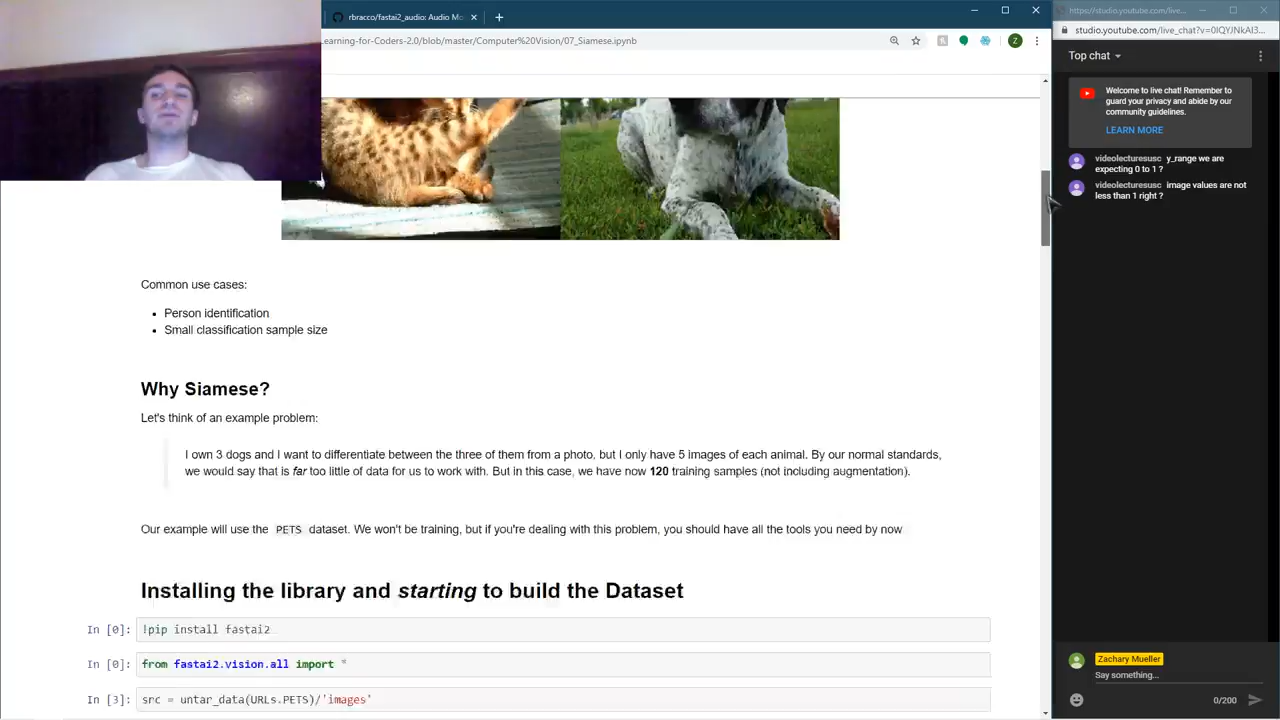 rbracco/fastai2_audio: Audio Mo
https://studio.youtube.com/live...
earning-for-Coders-2.0/blob/master/Computer%20Vision/07_Siamese.ipynb
studio.youtube.com/live_chat?v=0IQYJNkAI3...
Z
Top chat
Welcome to live chat! Remember to
guard your privacy and abide by our
community guidelines.
LEARN MORE
videolecturesusc y_range we are
expecting 0 to 1 ?
videolecturesusc image values are not
less than 1 right ?
Common use cases:
• Person identification
• Small classification sample size
Why Siamese?
Let's think of an example problem:
I own 3 dogs and I want to differentiate between the three of them from a photo, but I only have 5 images of each animal. By our normal standards,
we would say that is far too little of data for us to work with. But in this case, we have now 120 training samples (not including augmentation).
Our example will use the PETS dataset. We won't be training, but if you're dealing with this problem, you should have all the tools you need by now
Installing the library and starting to build the Dataset
In [0]: !pip install fastai2
In [0]: from fastai2.vision.all import *
In [3]: src = untar_data(URLs.PETS)/'images'
Zachary Mueller
Say something...
0/200